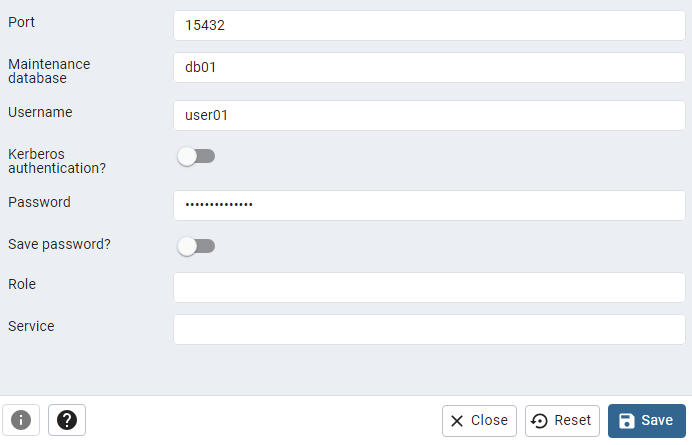 Port
15432
Maintenance
database
db01
Username
user01
Kerberos
authentication?
Password
••••••••••••••
Save password?
Role
Service
Close
Reset
Save